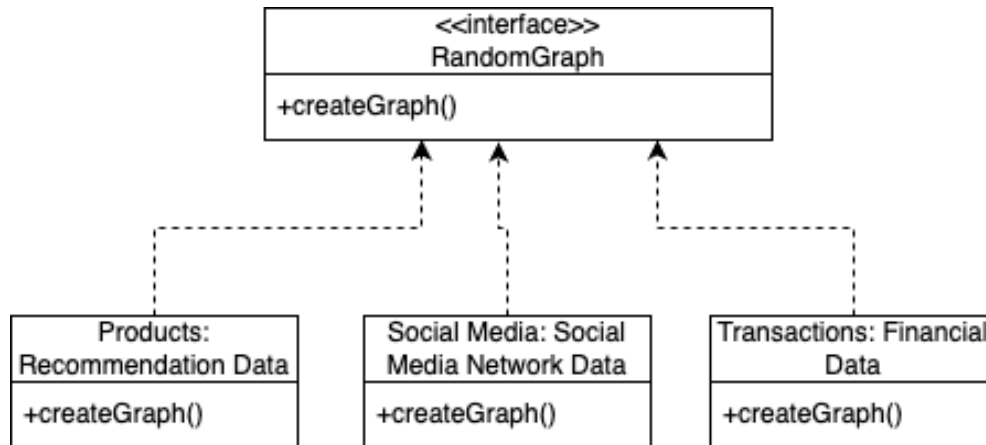 <<interface>>
RandomGraph
+createGraph()
Products:
Recommendation Data
+createGraph()
Social Media: Social
Media Network Data
+createGraph()
Transactions: Financial
Data
+createGraph()